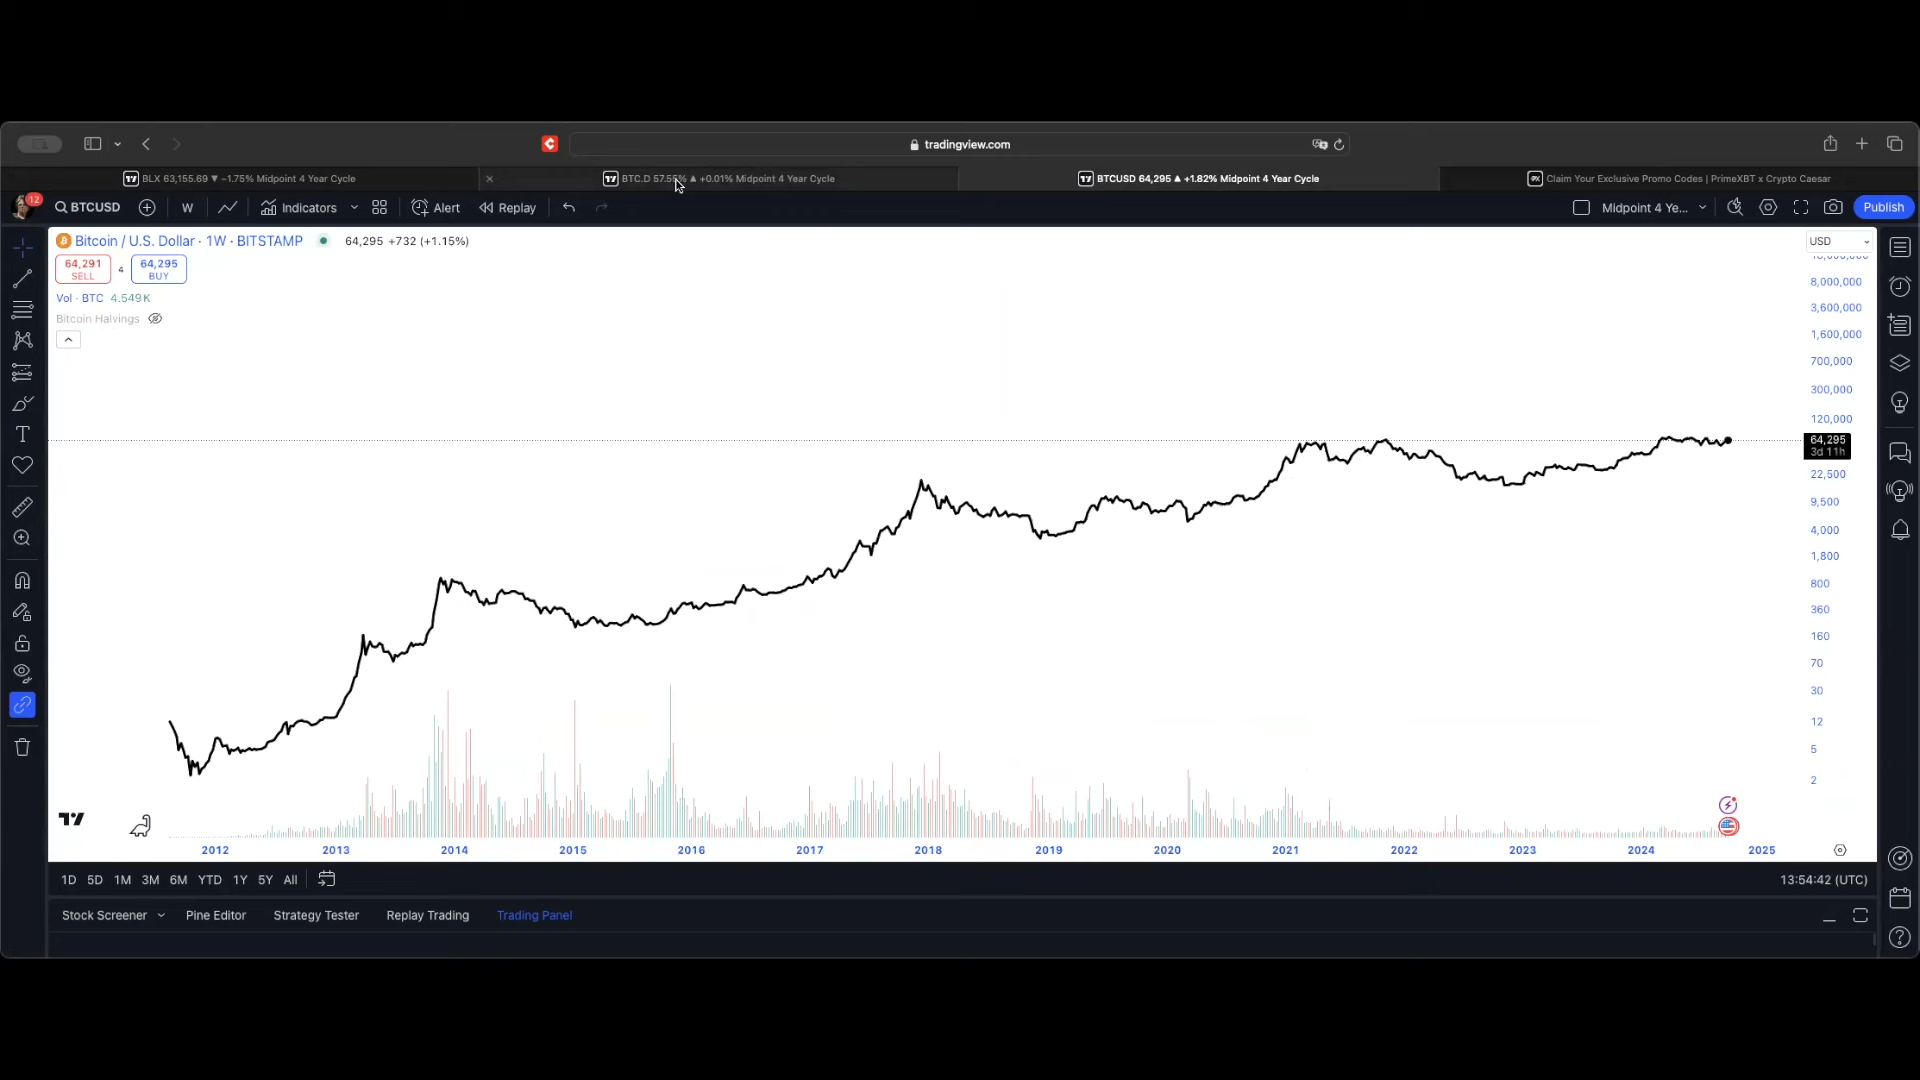 tradingview.com
BLX 63,155.69 ▼ −1.75% Midpoint 4 Year Cycle
BTC.D 57.55% ▲ +0.01% Midpoint 4 Year Cycle
BTCUSD 64,295 ▲ +1.82% Midpoint 4 Year Cycle
Claim Your Exclusive Promo Codes | PrimeXBT x Crypto Caesar
12
BTCUSD
W
Indicators
Alert
Replay
Midpoint 4 Ye...
Publish
Bitcoin / U.S. Dollar · 1W · BITSTAMP
64,295 +732 (+1.15%)
USD
64,291
SELL
4
64,295
BUY
Vol · BTC 4.549K
Bitcoin Halvings
8,000,000
3,600,000
1,600,000
700,000
300,000
120,000
64,295
3d 11h
22,500
9,500
4,000
1,800
800
360
160
70
30
12
5
2
2012 2013 2014 2015 2016 2017 2018 2019 2020 2021 2022 2023 2024 2025
1D 5D 1M 3M 6M YTD 1Y 5Y All
13:54:42 (UTC)
Stock Screener
Pine Editor
Strategy Tester
Replay Trading
Trading Panel